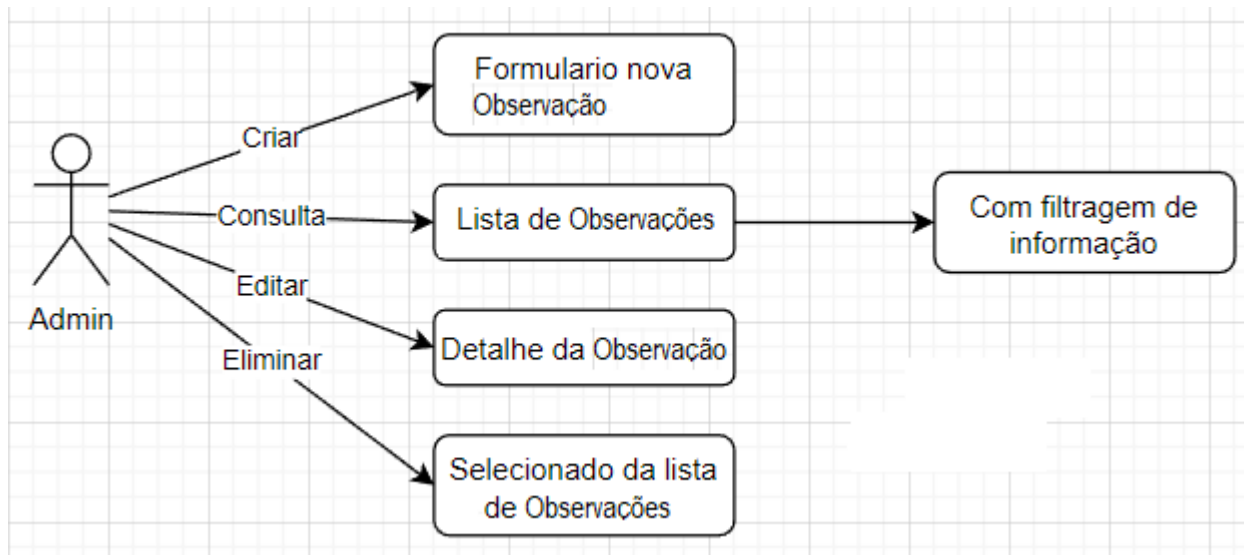 Formulario nova
Observação
Criar
Consulta
Lista de Observações
Com filtragem de
informação
Editar
Admin
Detalhe da Observação
Eliminar
Selecionado da lista
de Observações